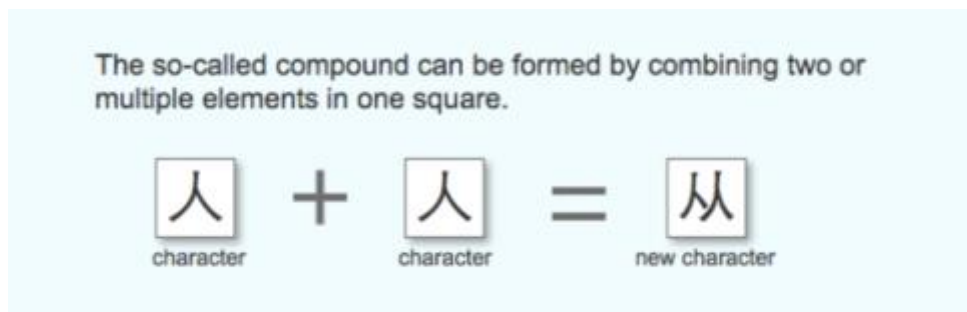 The so-called compound can be formed by combining two or
multiple elements in one square.
人 + 人 = 从
character character new character